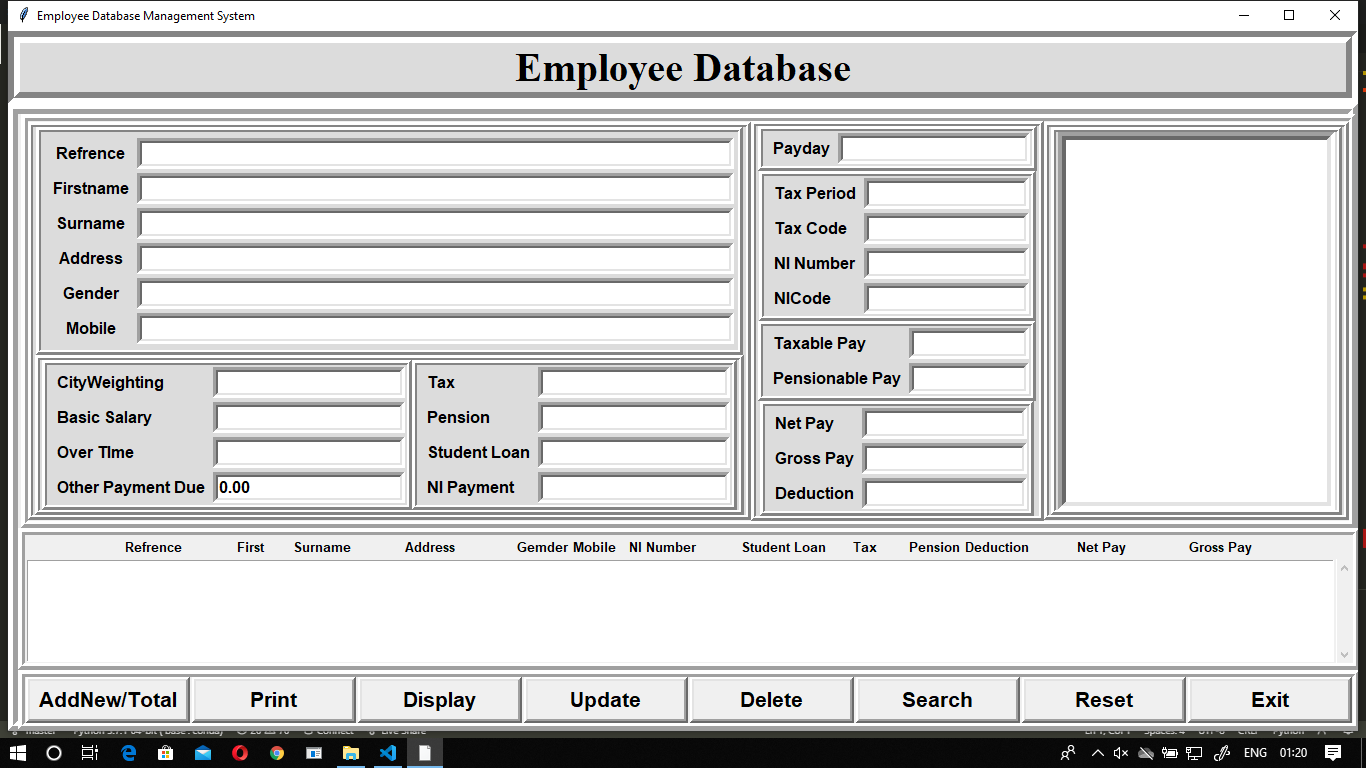 Employee Database Management System
Employee Database
Refrence
Firstname
Surname
Address
Gender
Mobile
CityWeighting
Basic Salary
Over TIme
Other Payment Due 0.00
Tax
Pension
Student Loan
NI Payment
Payday
Tax Period
Tax Code
NI Number
NICode
Taxable Pay
Pensionable Pay
Net Pay
Gross Pay
Deduction
Refrence First Surname Address Gemder Mobile NI Number Student Loan Tax Pension Deduction Net Pay Gross Pay
AddNew/Total Print Display Update Delete Search Reset Exit
ENG 01:20